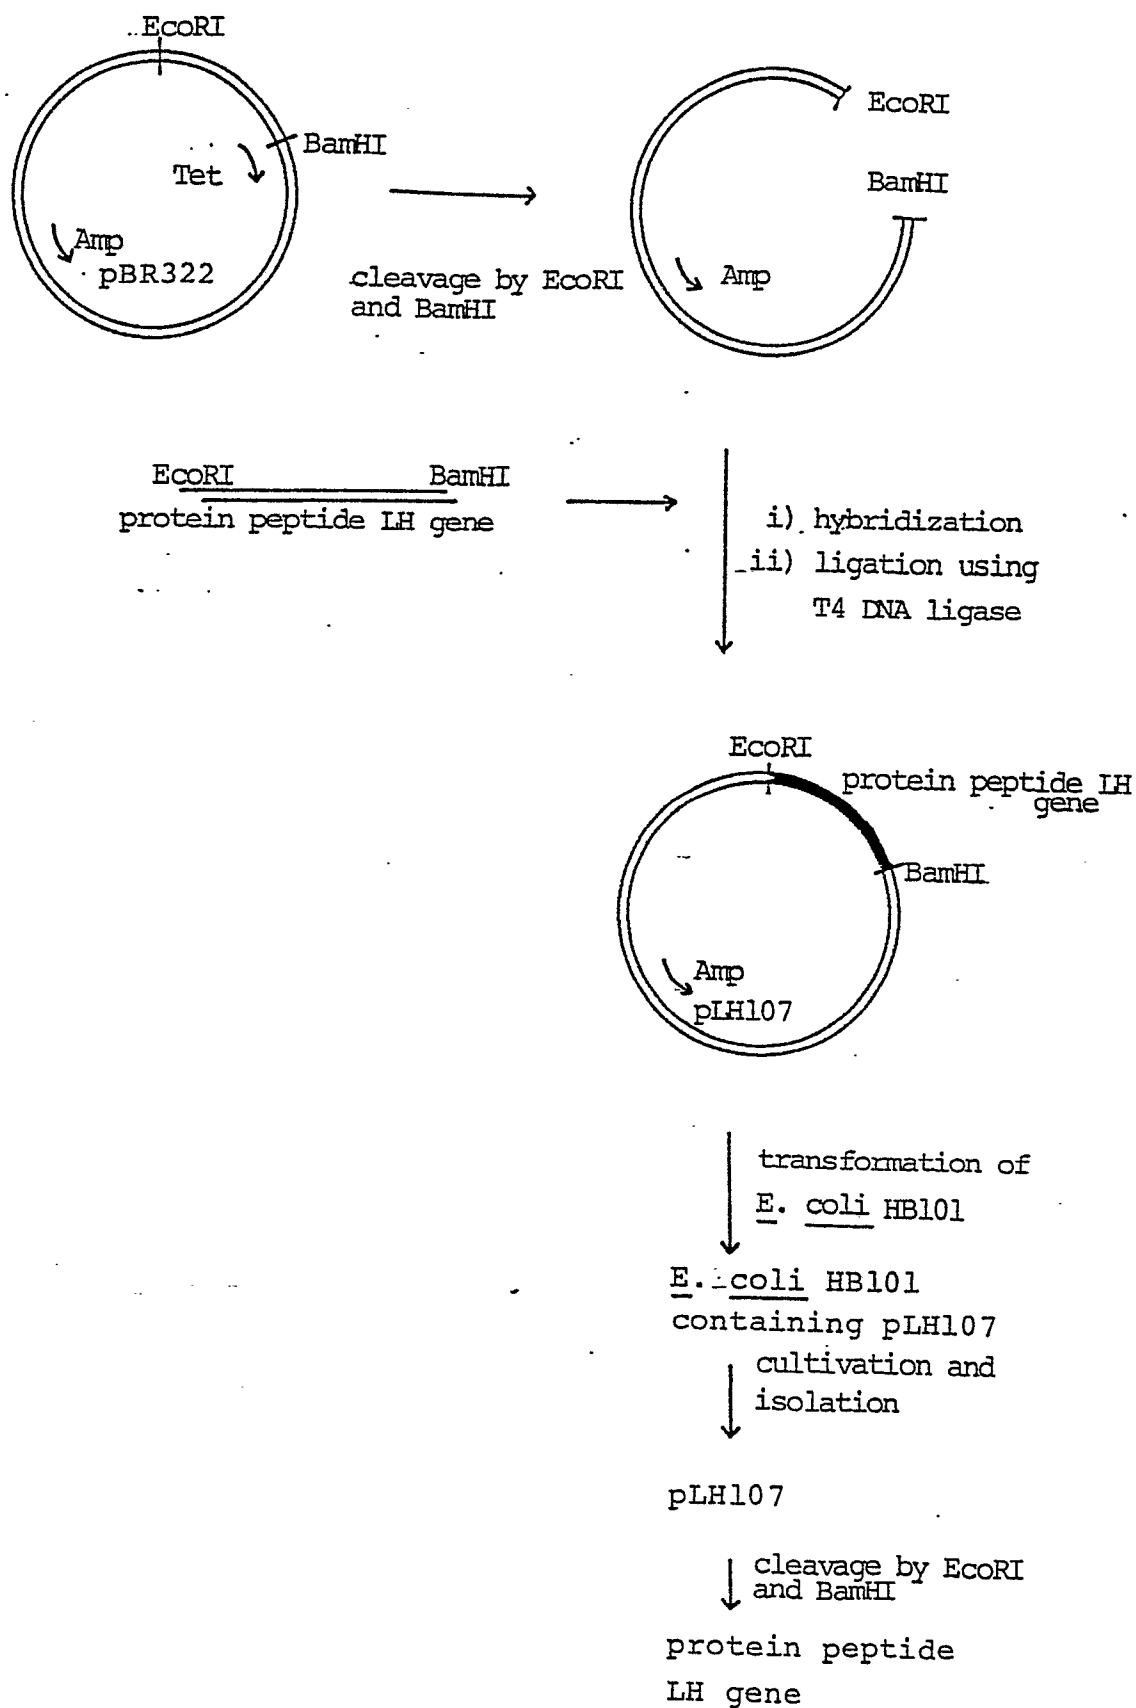 EcoRI
BamHI
Tet
Amp
pBR322
cleavage by EcoRI
and BamHI
EcoRI
BamHI
Amp
EcoRI
BamHI
protein peptide LH gene
i) hybridization
ii) ligation using
T4 DNA ligase
EcoRI
protein peptide LH
gene
BamHI
Amp
pLH107
transformation of
E. coli HB101
E. coli HB101
containing pLH107
cultivation and
isolation
pLH107
cleavage by EcoRI
and BamHI
protein peptide
LH gene